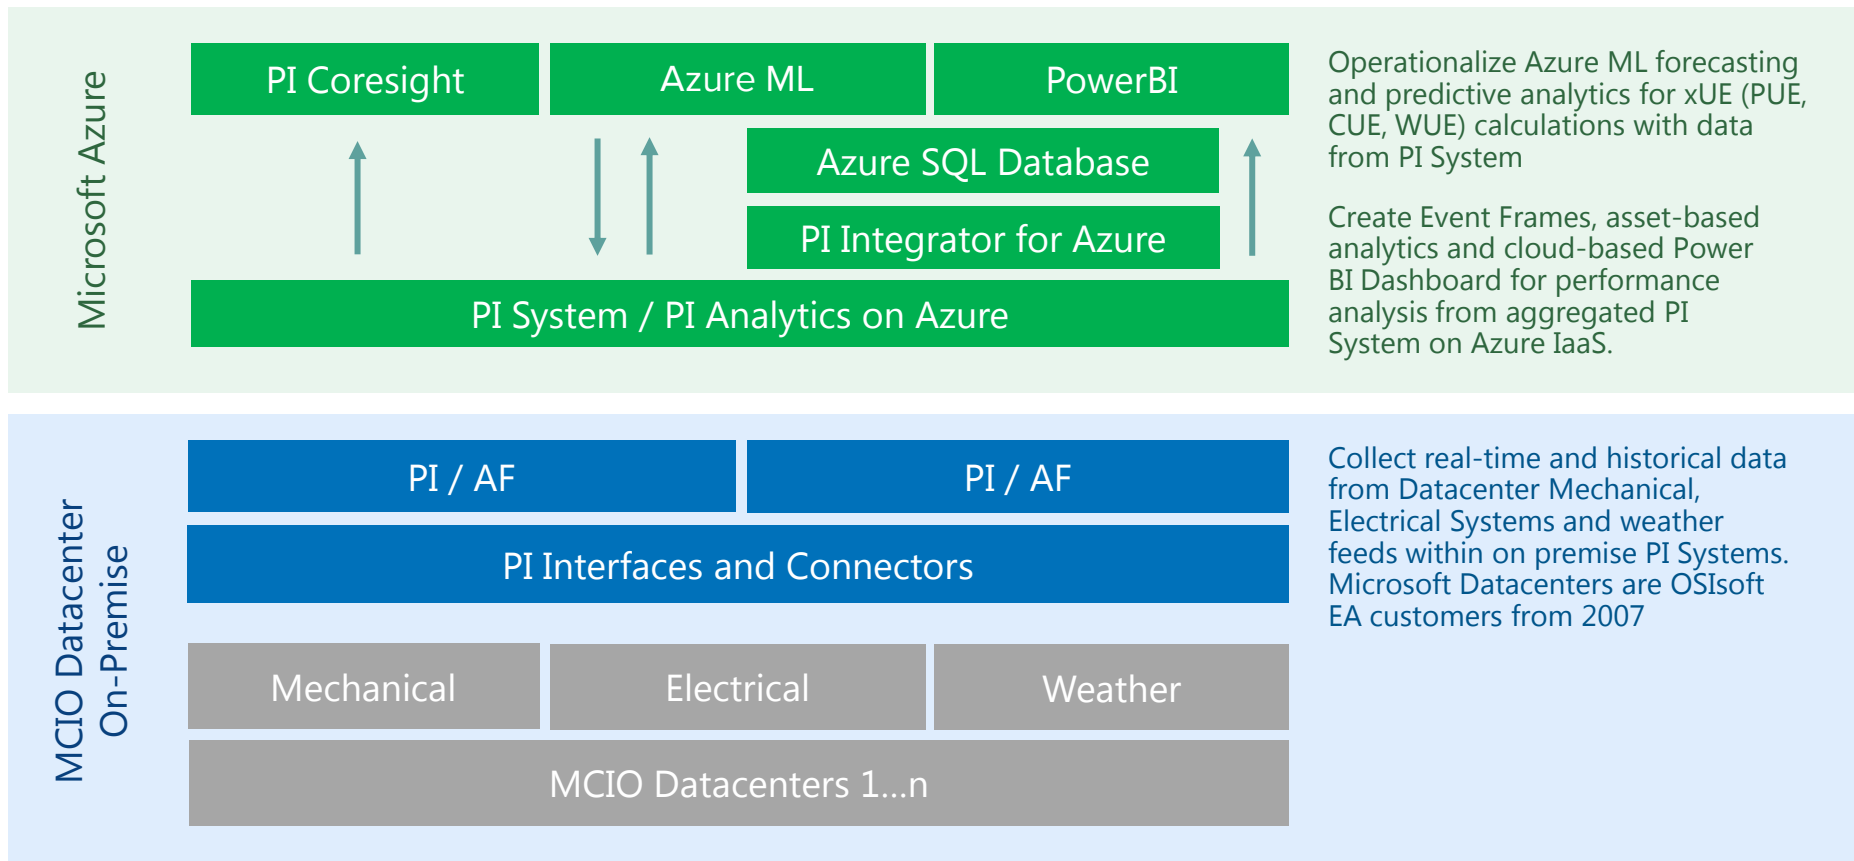 Microsoft Azure
PI Coresight
Azure ML
PowerBI
Azure SQL Database
PI Integrator for Azure
PI System / PI Analytics on Azure
Operationalize Azure ML forecasting
and predictive analytics for xUE (PUE,
CUE, WUE) calculations with data
from PI System
Create Event Frames, asset-based
analytics and cloud-based Power
BI Dashboard for performance
analysis from aggregated PI
System on Azure IaaS.
MCIO Datacenter
On-Premise
PI / AF
PI / AF
PI Interfaces and Connectors
Mechanical
Electrical
Weather
MCIO Datacenters 1...n
Collect real-time and historical data
from Datacenter Mechanical,
Electrical Systems and weather
feeds within on premise PI Systems.
Microsoft Datacenters are OSIsoft
EA customers from 2007